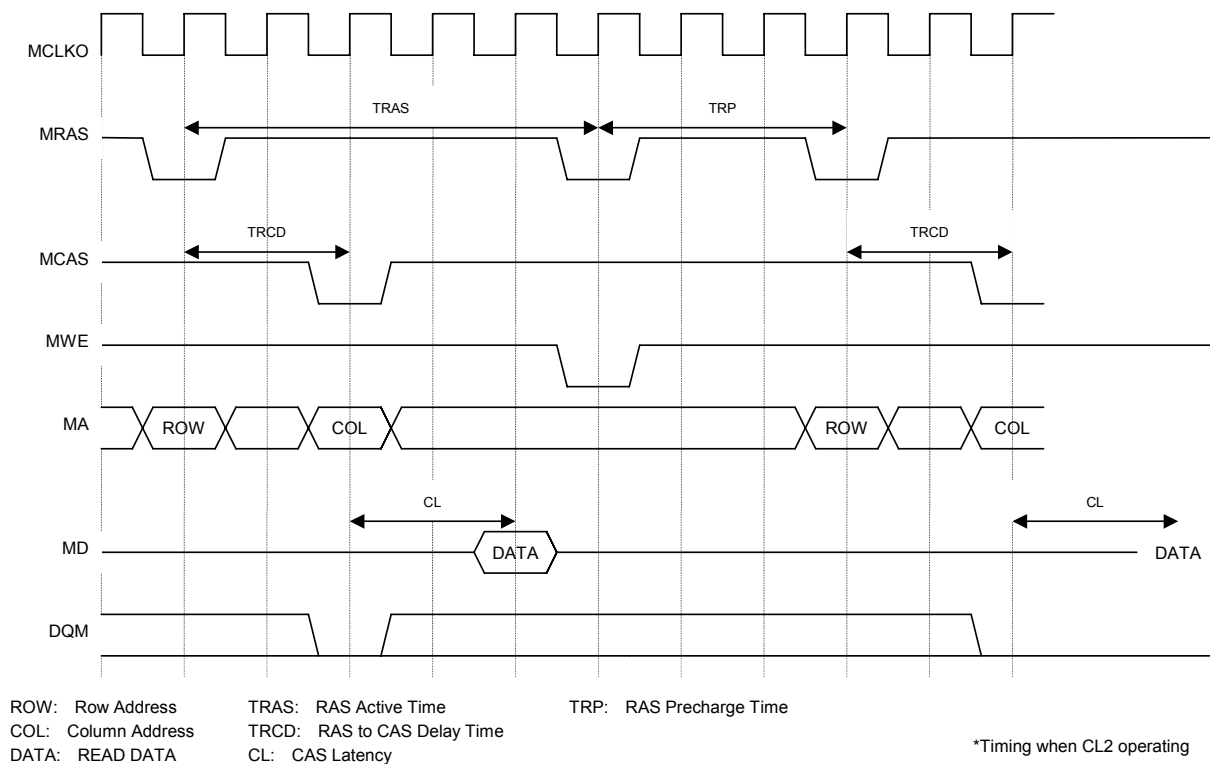 MCLKO
TRAS TRP
MRAS
TRCD TRCD
MCAS
MWE
MA ROW COL ROW COL
CL CL
MD DATA DATA
DQM
ROW: Row Address TRAS: RAS Active Time TRP: RAS Precharge Time
COL: Column Address TRCD: RAS to CAS Delay Time
DATA: READ DATA CL: CAS Latency
*Timing when CL2 operating